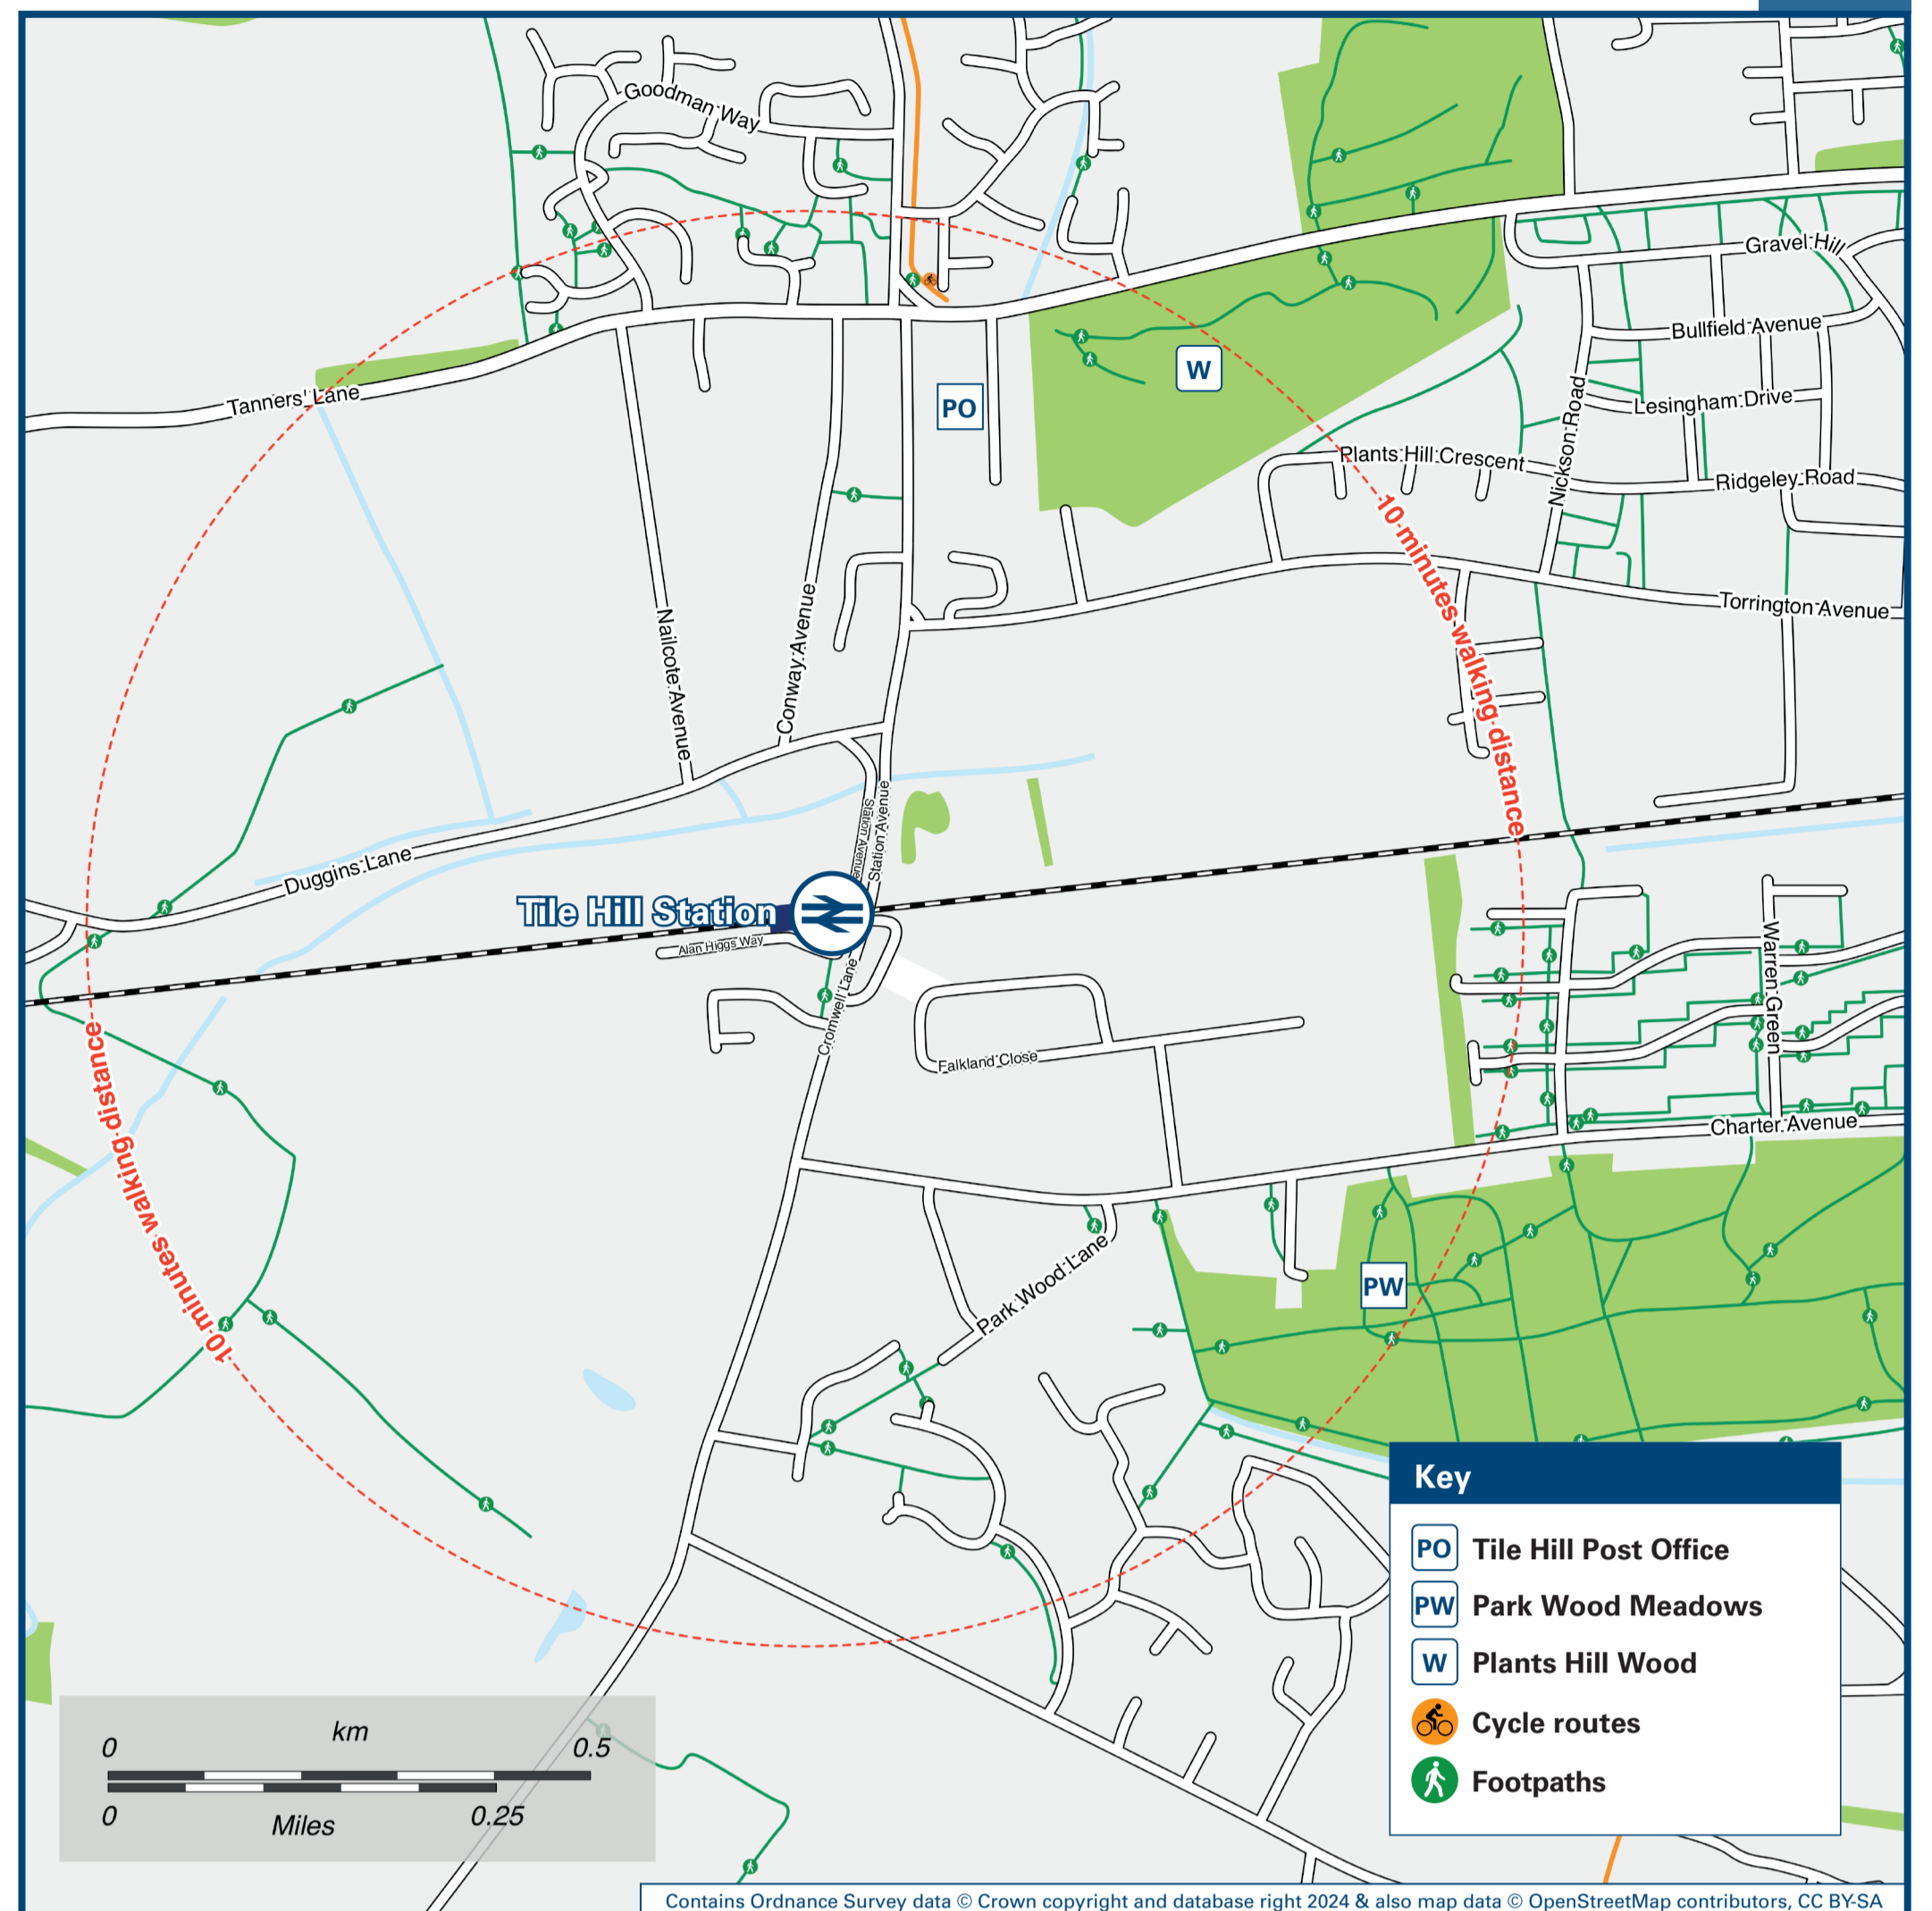 Goodman Way
Gravel Hill
Bullfield Avenue
Tanners' Lane
Lesingham Drive
PO
W
Nickson Road
Plants Hill Crescent
Ridgeley Road
10 minutes walking distance
Torrington Avenue
Nailcote Avenue
Conway Avenue
Station Avenue
Station Avenue
Duggins Lane
Tile Hill Station
Alan Higgs Way
Cromwell Lane
Warren Green
Falkland Close
10 minutes walking distance
Charter Avenue
Park Wood Lane
PW
Key
PO Tile Hill Post Office
PW Park Wood Meadows
W Plants Hill Wood
Cycle routes
Footpaths
km
0 0.5
0 0.25
Miles
Contains Ordnance Survey data © Crown copyright and database right 2024 & also map data © OpenStreetMap contributors, CC BY-SA